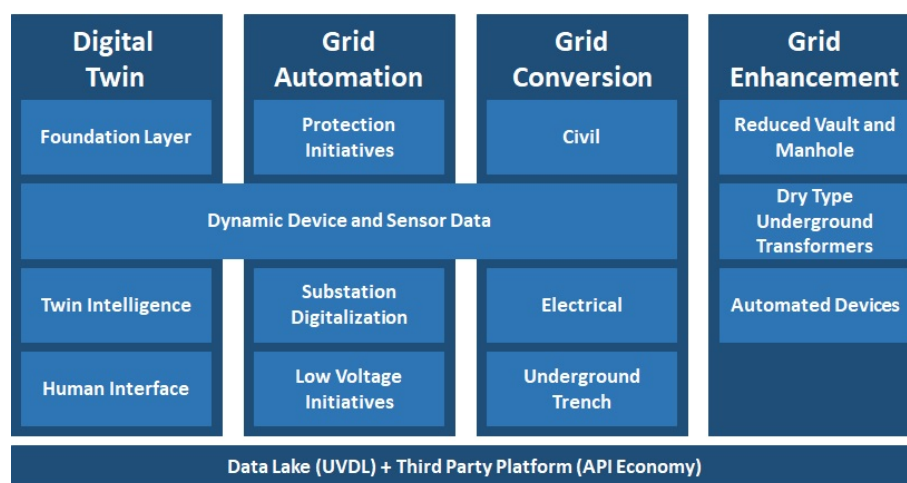 Digital
Twin
Foundation Layer
Grid
Automation
Protection
Initiatives
Grid
Conversion
Civil
Grid
Enhancement
Reduced Vault and
Manhole
Dynamic Device and Sensor Data
Dry Type
Underground
Transformers
Twin Intelligence
Substation
Digitalization
Electrical
Automated Devices
Human Interface
Low Voltage
Initiatives
Underground
Trench
Data Lake (UVDL) + Third Party Platform (API Economy)